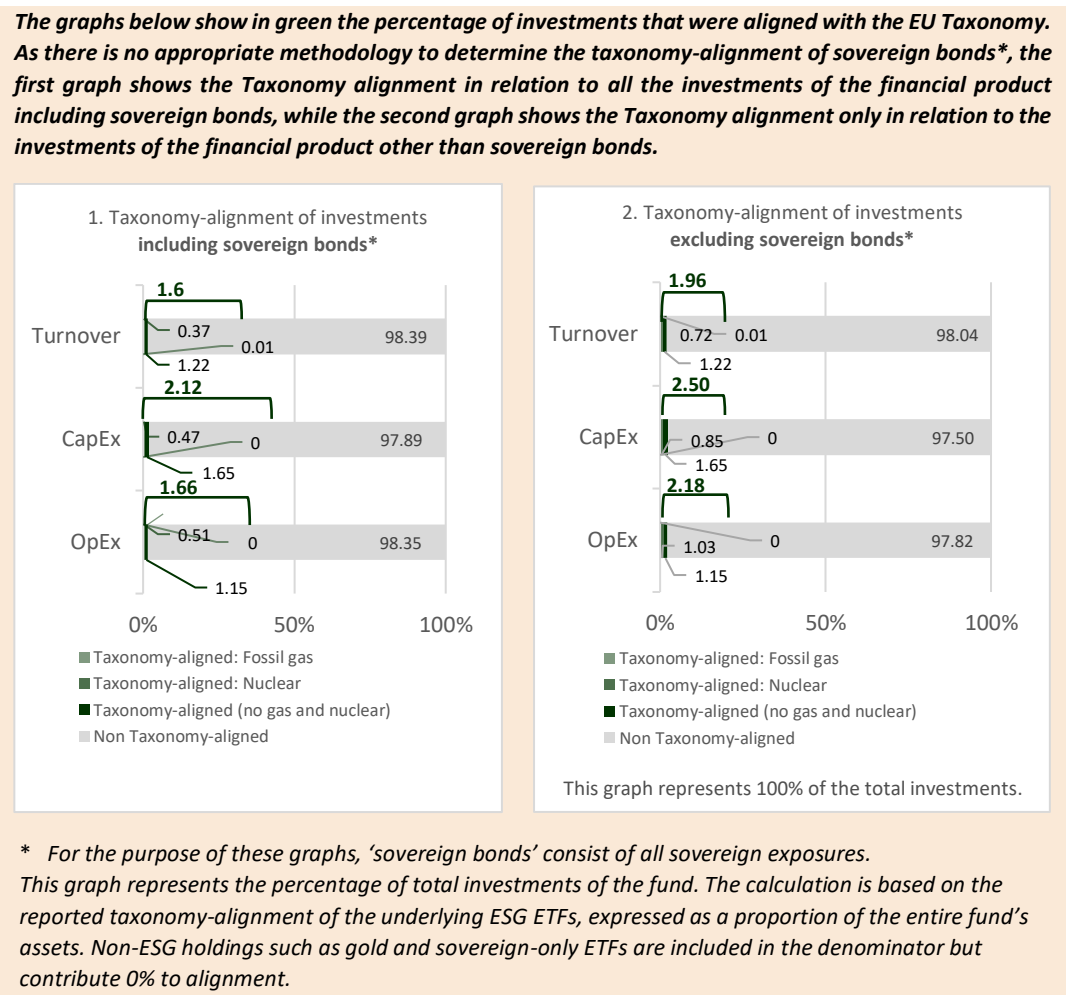 The graphs below show in green the percentage of investments that were aligned with the EU Taxonomy.
As there is no appropriate methodology to determine the taxonomy-alignment of sovereign bonds*, the
first graph shows the Taxonomy alignment in relation to all the investments of the financial product
including sovereign bonds, while the second graph shows the Taxonomy alignment only in relation to the
investments of the financial product other than sovereign bonds.
1. Taxonomy-alignment of investments
including sovereign bonds*
1.6
Turnover
0.37
0.01
98.39
1.22
2.12
CapEx
0.47
0
97.89
1.65
1.66
OpEx
0.51
0
98.35
1.15
0%
50%
100%
Taxonomy-aligned: Fossil gas
Taxonomy-aligned: Nuclear
Taxonomy-aligned (no gas and nuclear)
Non Taxonomy-aligned
2. Taxonomy-alignment of investments
excluding sovereign bonds*
1.96
Turnover
0.72
0.01
98.04
1.22
2.50
CapEx
0.85
0
97.50
1.65
2.18
OpEx
1.03
0
97.82
1.15
0%
50%
100%
Taxonomy-aligned: Fossil gas
Taxonomy-aligned: Nuclear
Taxonomy-aligned (no gas and nuclear)
Non Taxonomy-aligned
This graph represents 100% of the total investments.
* For the purpose of these graphs, ‘sovereign bonds’ consist of all sovereign exposures.
This graph represents the percentage of total investments of the fund. The calculation is based on the
reported taxonomy-alignment of the underlying ESG ETFs, expressed as a proportion of the entire fund’s
assets. Non-ESG holdings such as gold and sovereign-only ETFs are included in the denominator but
contribute 0% to alignment.